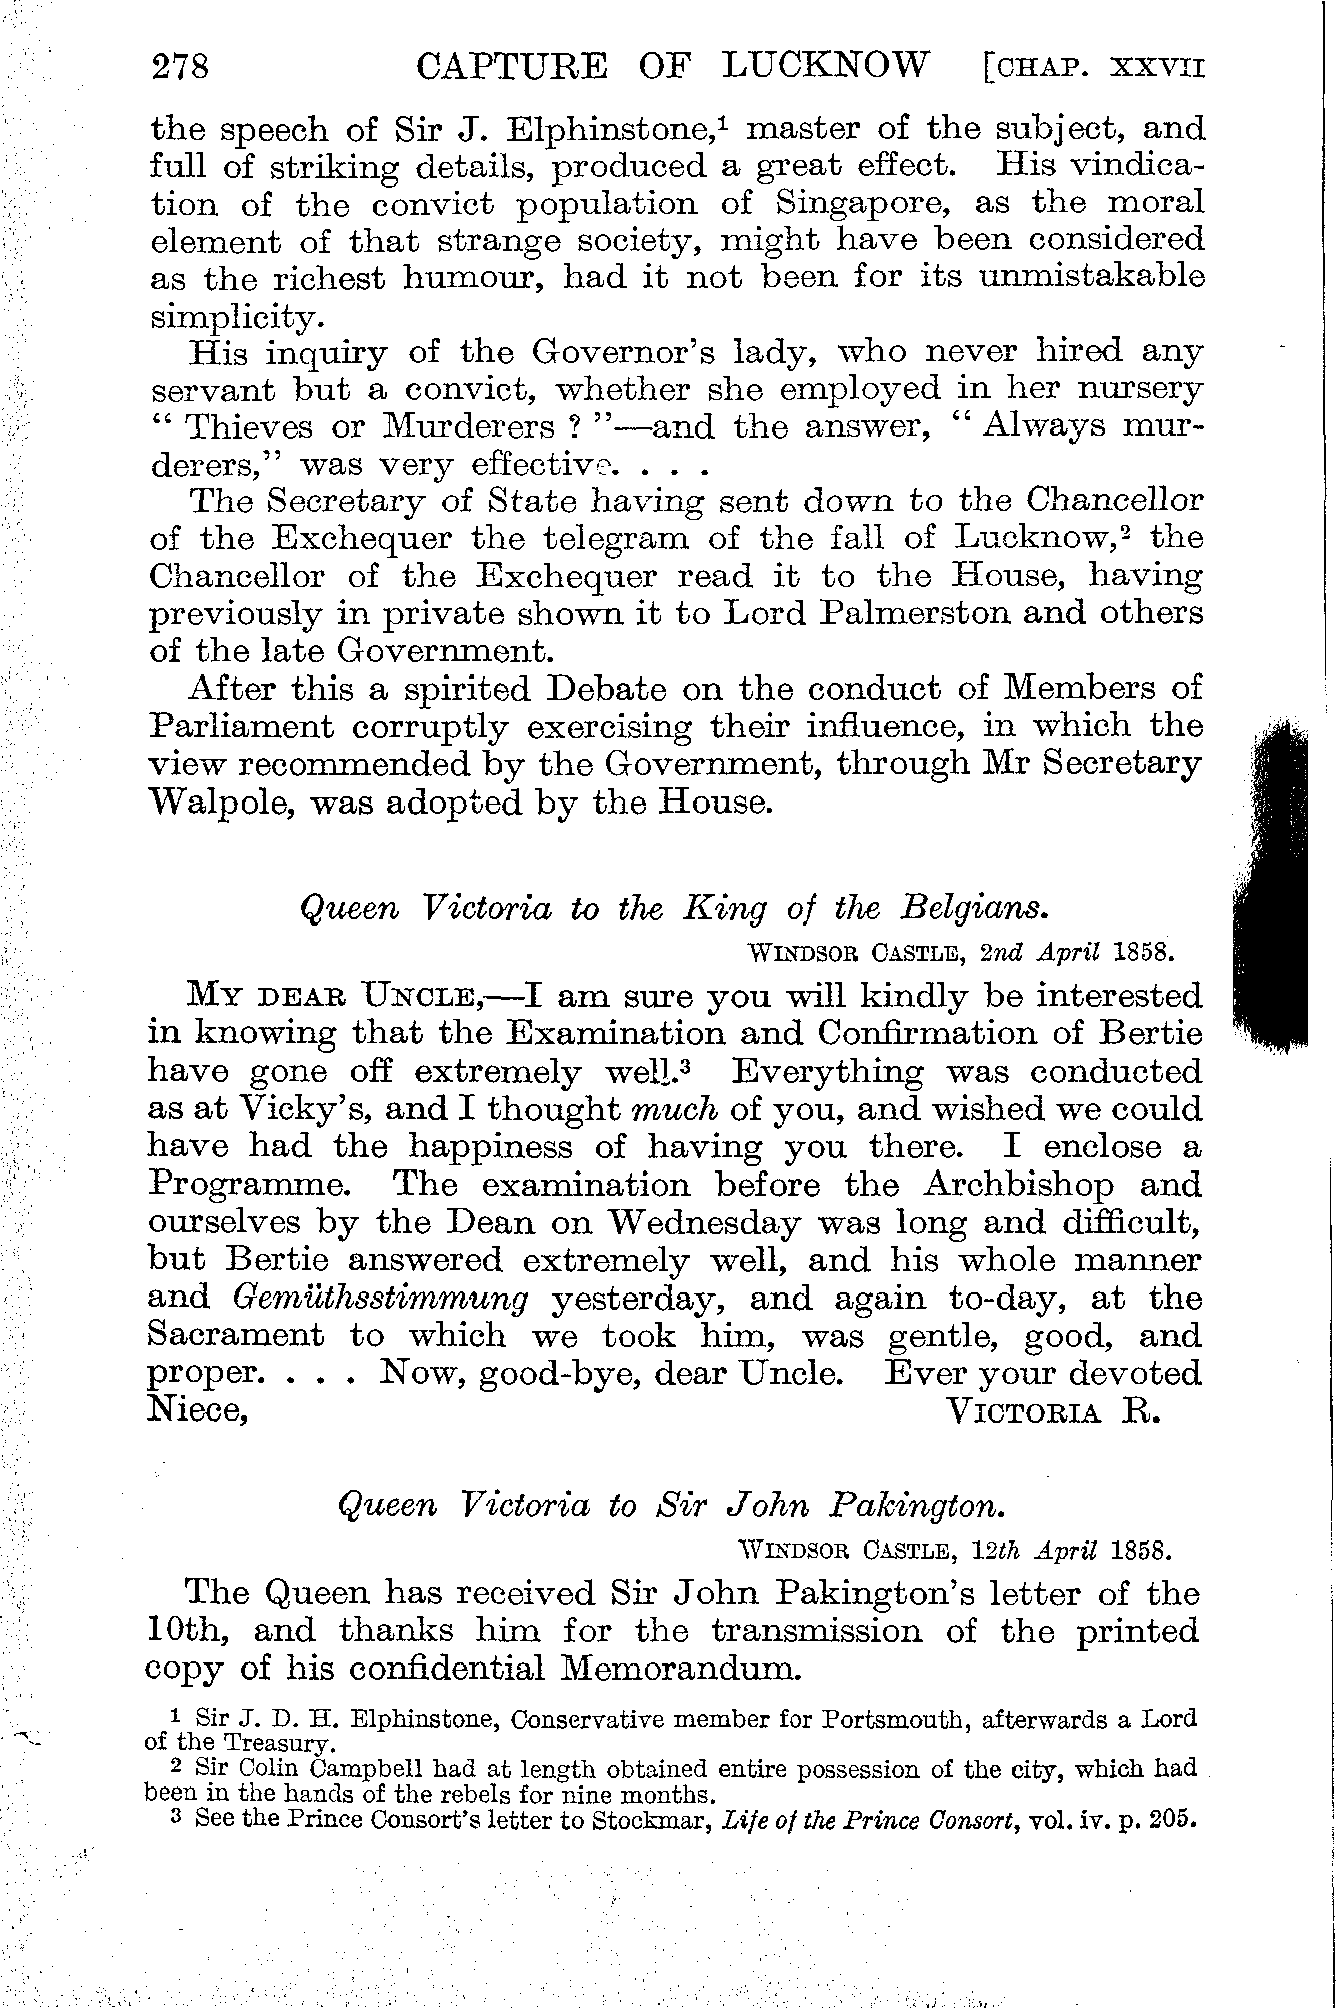 278 CAPTURE OF LUCKNOW [CHAP. XXVII
the speech of Sir J. Elphinstone,¹ master of the subject, and
full of striking details, produced a great effect. His vindica-
tion of the convict population of Singapore, as the moral
element of that strange society, might have been considered
as the richest humour, had it not been for its unmistakable
simplicity.
His inquiry of the Governor's lady, who never hired any
servant but a convict, whether she employed in her nursery
“ Thieves or Murderers ? ”—and the answer, “ Always mur-
derers,” was very effective. . . .
The Secretary of State having sent down to the Chancellor
of the Exchequer the telegram of the fall of Lucknow,² the
Chancellor of the Exchequer read it to the House, having
previously in private shown it to Lord Palmerston and others
of the late Government.
After this a spirited Debate on the conduct of Members of
Parliament corruptly exercising their influence, in which the
view recommended by the Government, through Mr Secretary
Walpole, was adopted by the House.
Queen Victoria to the King of the Belgians.
WINDSOR CASTLE, 2nd April 1858.
MY DEAR UNCLE,—I am sure you will kindly be interested
in knowing that the Examination and Confirmation of Bertie
have gone off extremely well.³ Everything was conducted
as at Vicky's, and I thought much of you, and wished we could
have had the happiness of having you there. I enclose a
Programme. The examination before the Archbishop and
ourselves by the Dean on Wednesday was long and difficult,
but Bertie answered extremely well, and his whole manner
and Gemüthsstimmung yesterday, and again to-day, at the
Sacrament to which we took him, was gentle, good, and
proper. . . . Now, good-bye, dear Uncle. Ever your devoted
Niece, VICTORIA R.
Queen Victoria to Sir John Pakington.
WINDSOR CASTLE, 12th April 1858.
The Queen has received Sir John Pakington's letter of the
10th, and thanks him for the transmission of the printed
copy of his confidential Memorandum.
1 Sir J. D. H. Elphinstone, Conservative member for Portsmouth, afterwards a Lord
of the Treasury.
2 Sir Colin Campbell had at length obtained entire possession of the city, which had
been in the hands of the rebels for nine months.
3 See the Prince Consort's letter to Stockmar, Life of the Prince Consort, vol. iv. p. 205.